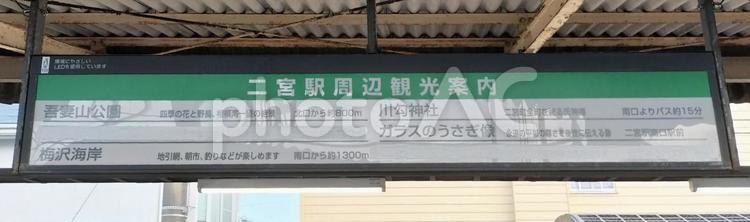 環境にやさしい
LEDを使用しています
二宮駅周辺観光案内
吾妻山公園 四季の花と野鳥、相模湾一望の絶景 北口から約800m
梅沢海岸 地引網、朝市、釣りなどが楽しめます 南口から約1300m
川勾神社 南口よりバス約15分
ガラスのうさぎ像 二宮駅南口駅前
photoAC